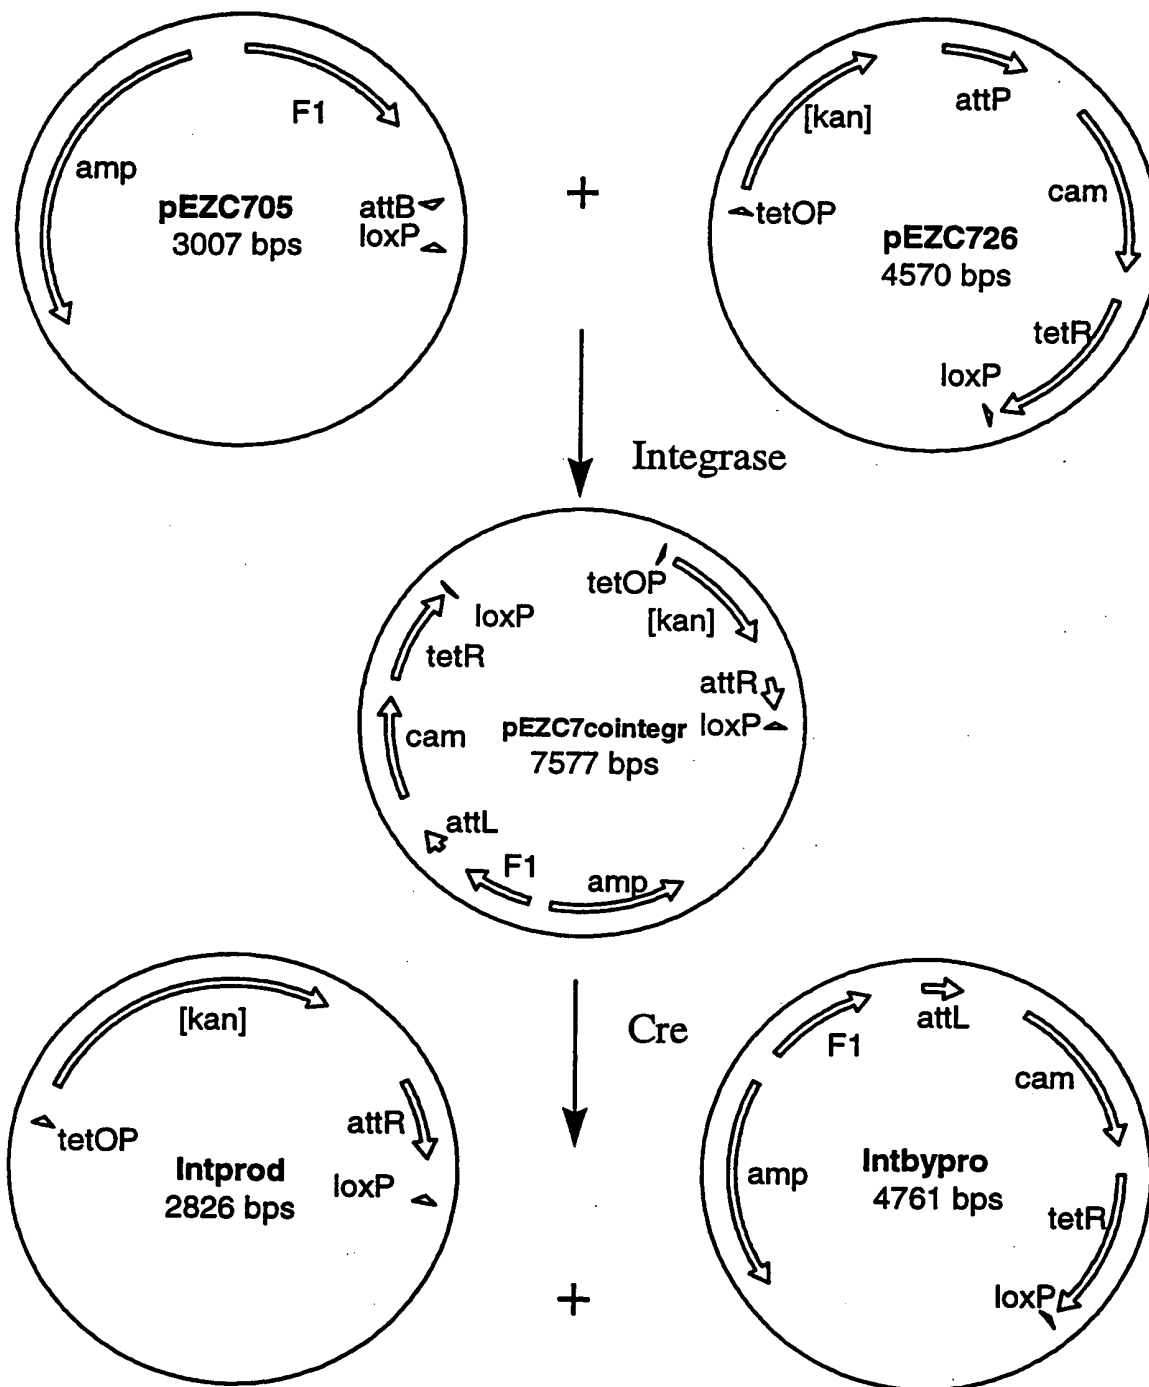 F1
amp
attB
loxP
pEZC705
3007 bps
+
attP
[kan]
cam
tetOP
pEZC726
4570 bps
tetR
loxP
Integrase
tetOP
loxP
[kan]
tetR
attR
loxP
cam
pEZC7cointegr
7577 bps
attL
F1
amp
Cre
[kan]
attR
tetOP
loxP
Intprod
2826 bps
+
attL
F1
cam
amp
Intbypro
4761 bps
tetR
loxP